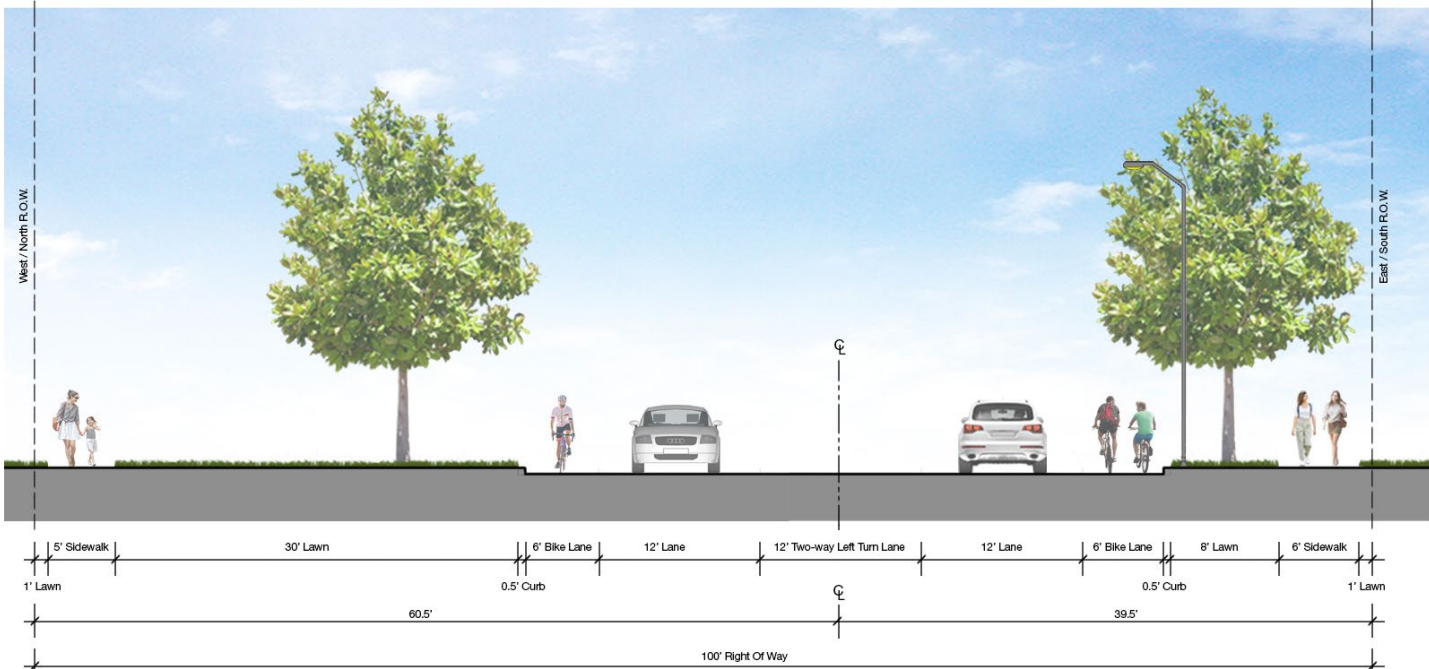 West / North R.O.W.
East / South R.O.W.
℄
5' Sidewalk
30' Lawn
6' Bike Lane
12' Lane
12' Two-way Left Turn Lane
12' Lane
6' Bike Lane
8' Lawn
6' Sidewalk
1' Lawn
0.5' Curb
℄
0.5' Curb
1' Lawn
60.5'
39.5'
100' Right Of Way